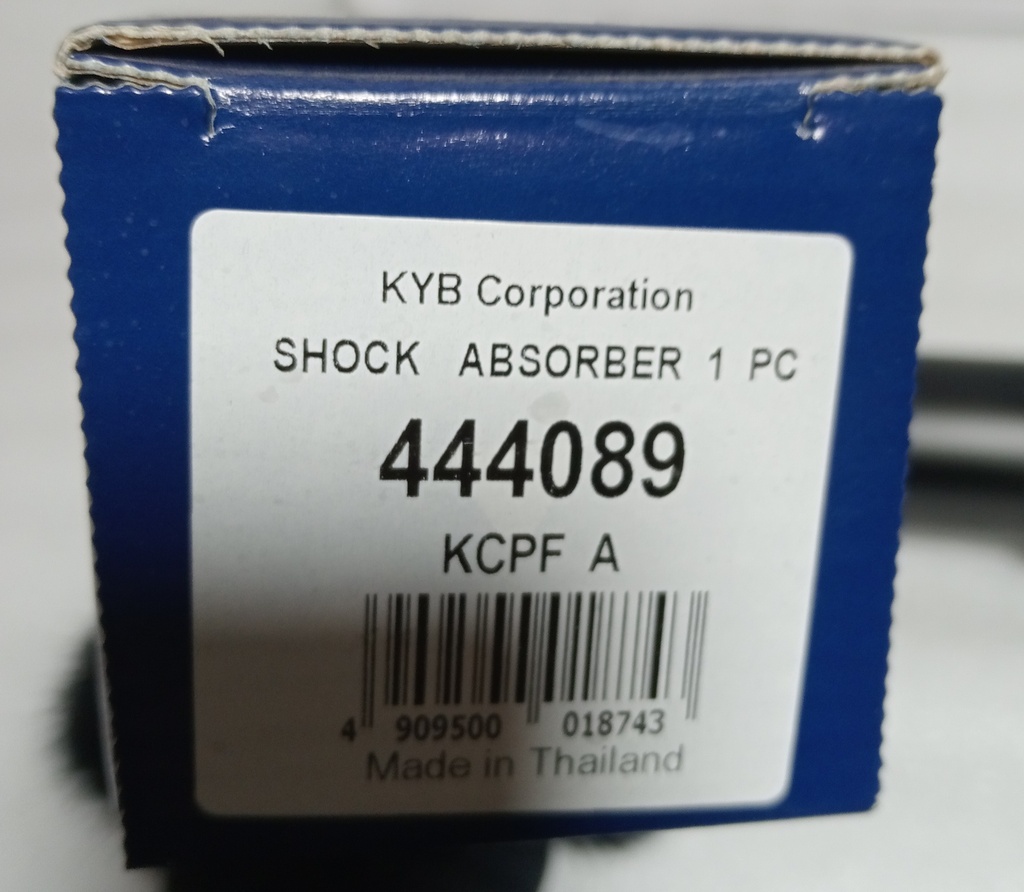 KYB Corporation
SHOCK ABSORBER 1 PC
444089
KCPF A
4 909500 018743
Made in Thailand